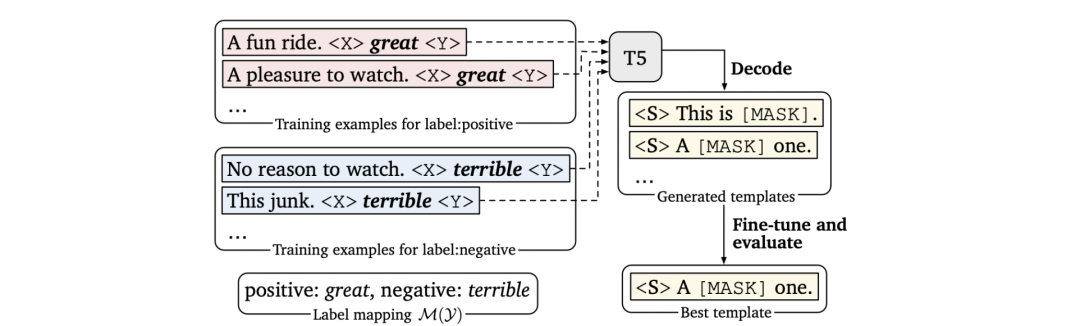 A fun ride. <X> great <Y>
A pleasure to watch. <X> great <Y>
...
Training examples for label:positive
No reason to watch. <X> terrible <Y>
This junk. <X> terrible <Y>
...
Training examples for label:negative
positive: great, negative: terrible
Label mapping M(Y)
T5
Decode
<S> This is [MASK].
<S> A [MASK] one.
...
Generated templates
Fine-tune and
evaluate
<S> A [MASK] one.
Best template